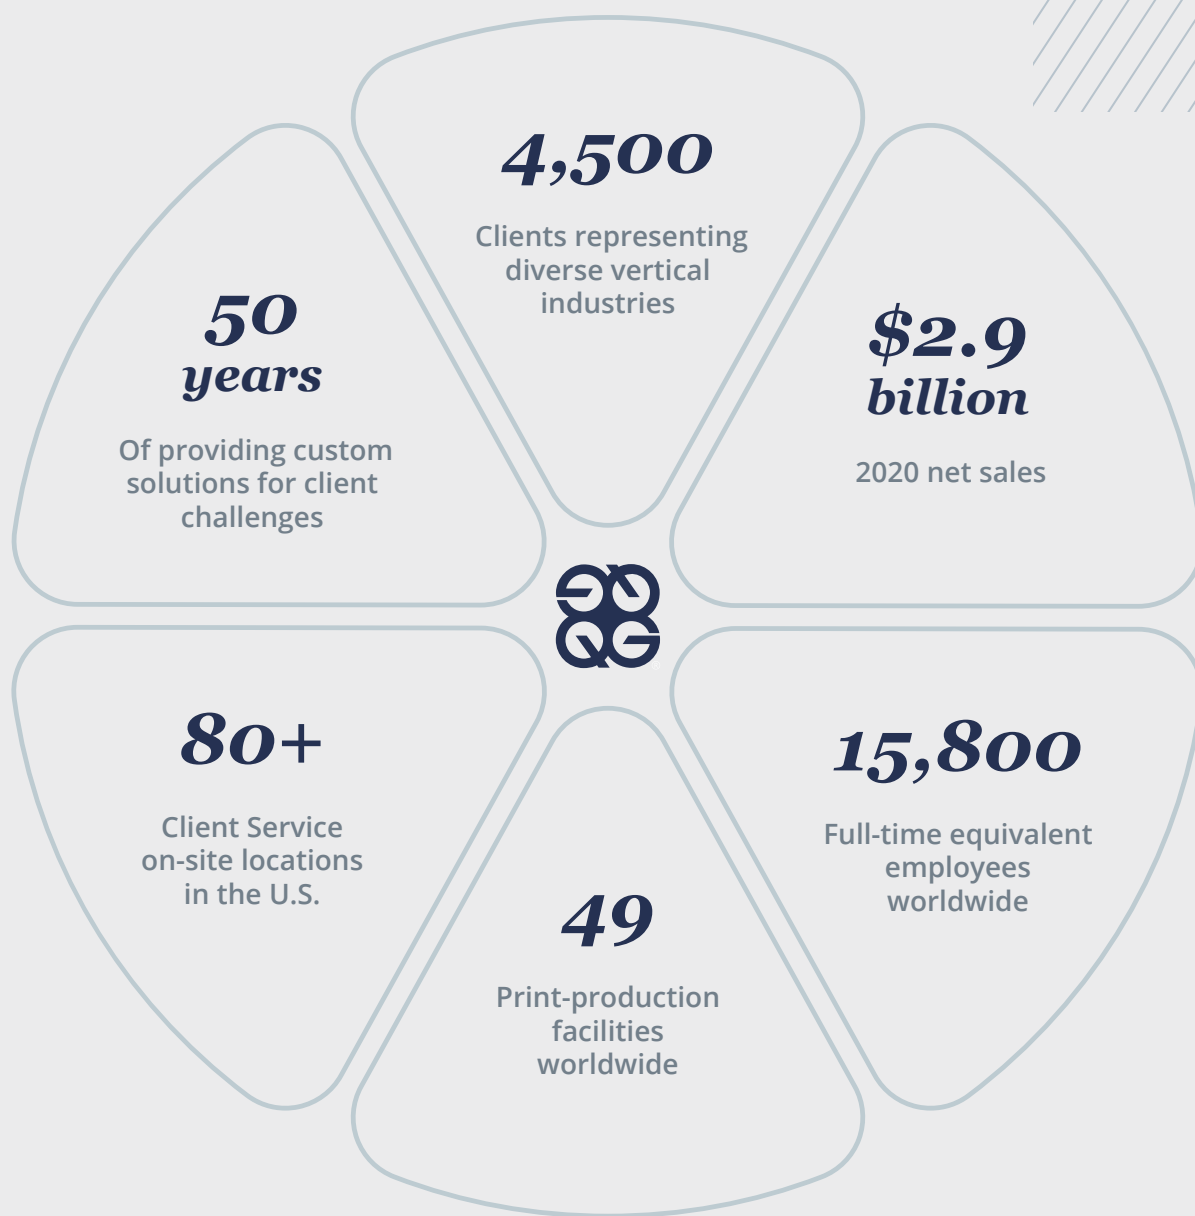 4,500
Clients representing
diverse vertical
industries
50
years
Of providing custom
solutions for client
challenges
$2.9
billion
2020 net sales
80+
Client Service
on-site locations
in the U.S.
15,800
Full-time equivalent
employees
worldwide
49
Print-production
facilities
worldwide